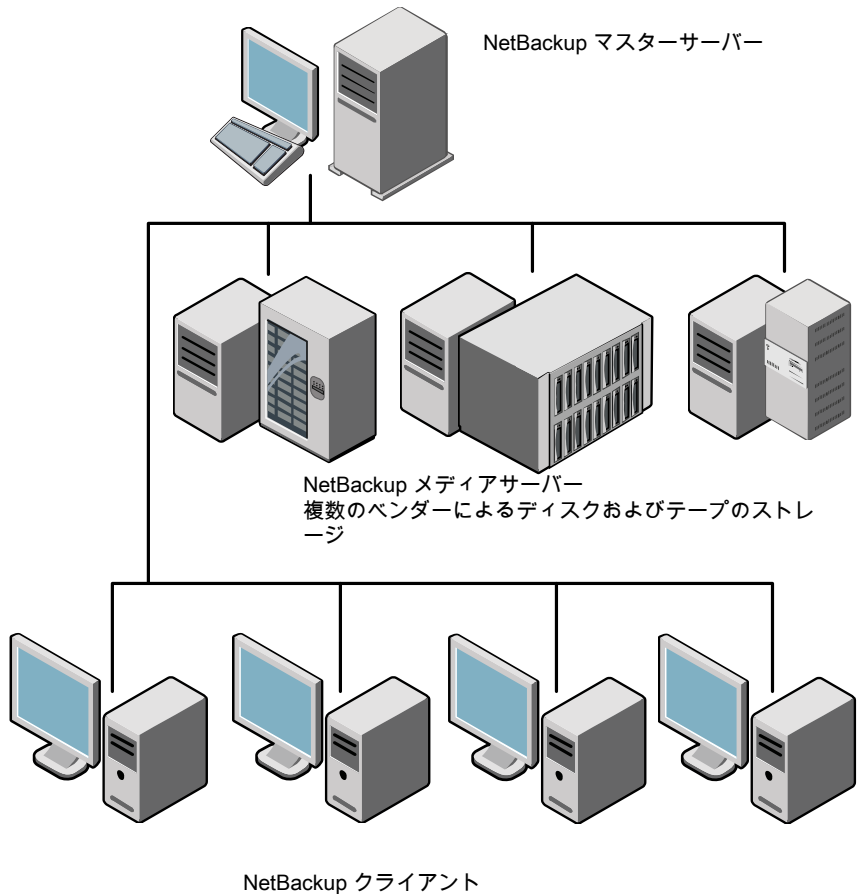 NetBackup マスターサーバー
NetBackup メディアサーバー
複数のベンダーによるディスクおよびテープのストレ
ージ
NetBackup クライアント